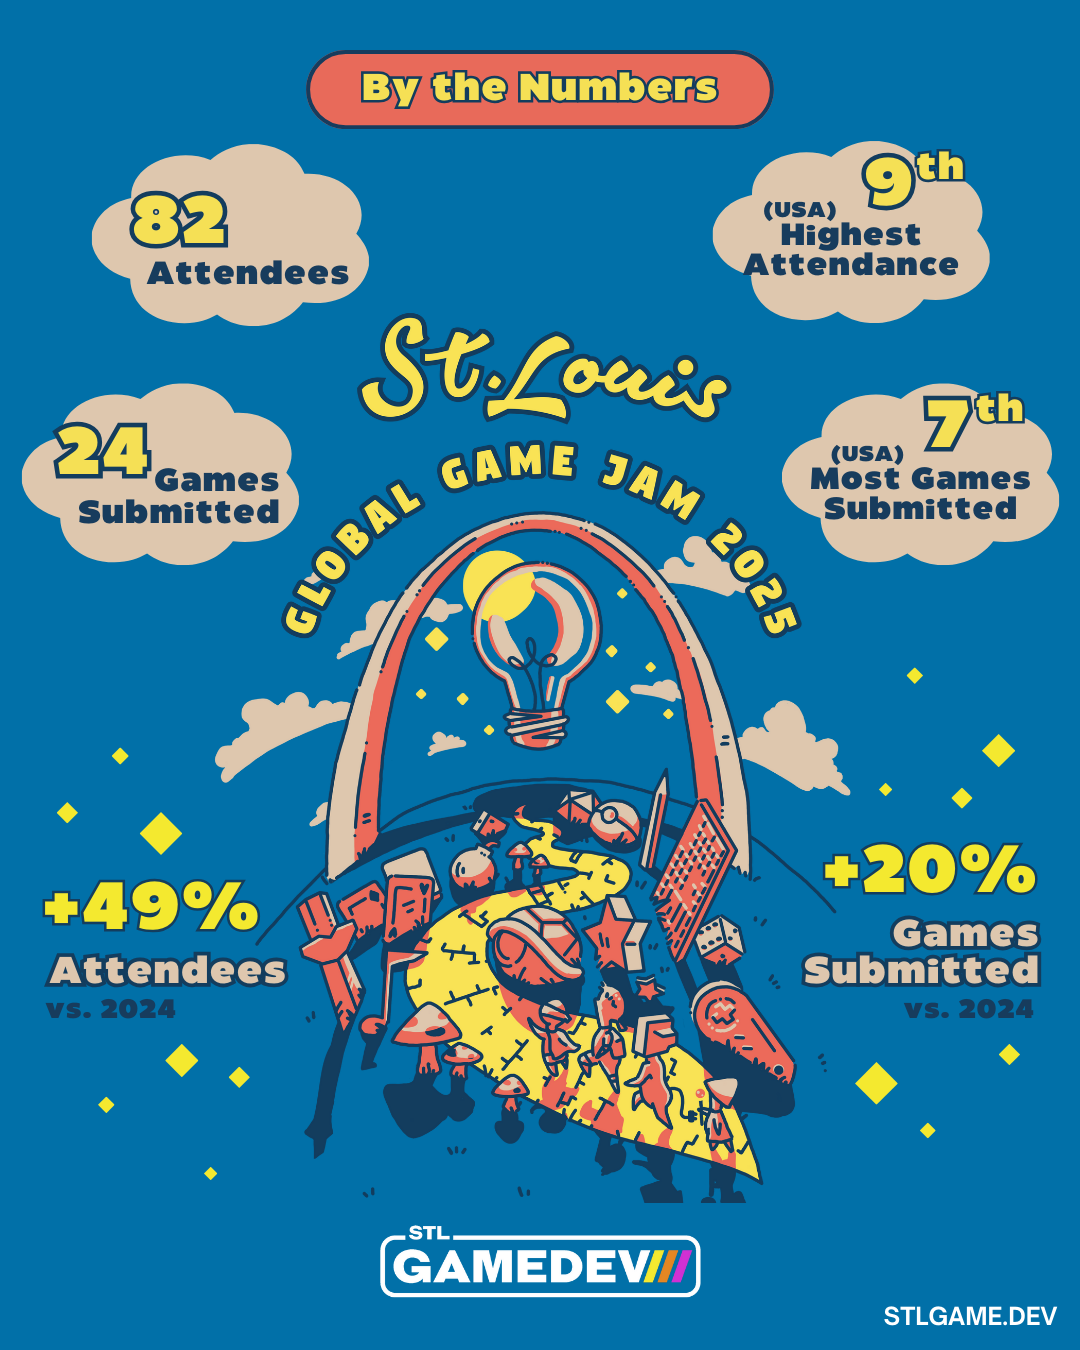 By the Numbers
82
Attendees
9th
(USA)
Highest
Attendance
St. Louis
GLOBAL GAME JAM 2025
24
Games
Submitted
7th
(USA)
Most Games
Submitted
+49%
Attendees
vs. 2024
+20%
Games
Submitted
vs. 2024
STL
GAMEDEV
STLGAME.DEV